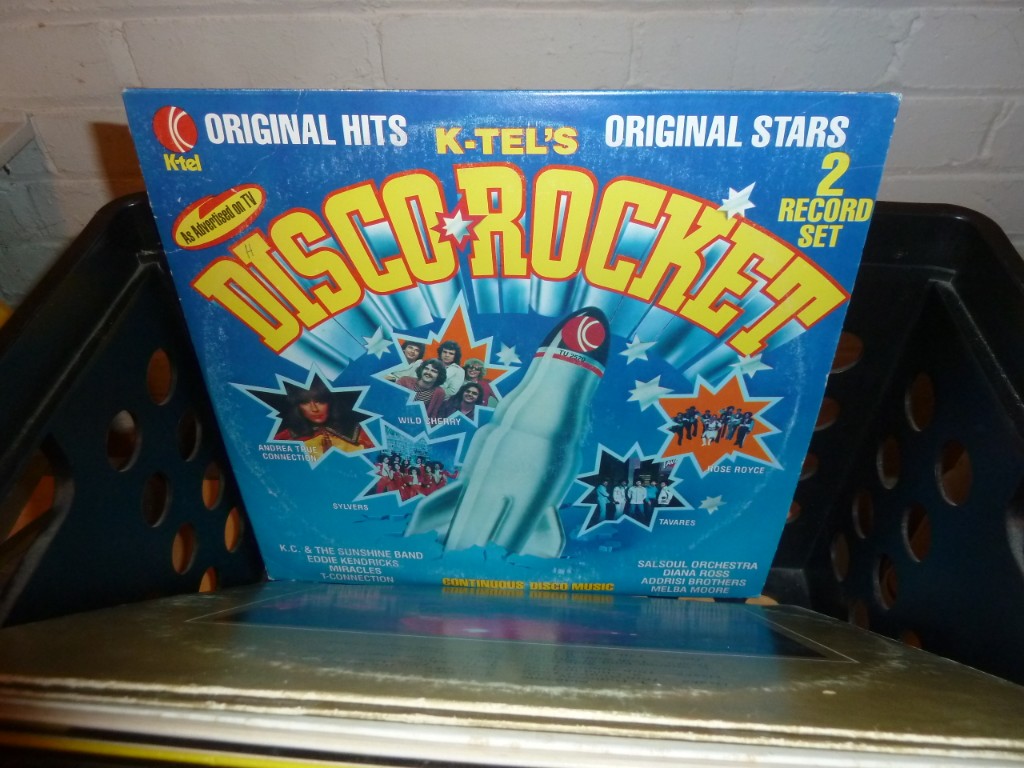 K-tel
ORIGINAL HITS
K-TEL'S
ORIGINAL STARS
2
RECORD
SET
As Advertised on TV
DISCO ROCKET
K
TU 2570
WILD CHERRY
ANDREA TRUE
CONNECTION
ROSE ROYCE
SYLVERS
TAVARES
K.C. & THE SUNSHINE BAND
EDDIE KENDRICKS
MIRACLES
T-CONNECTION
CONTINUOUS DISCO MUSIC
SALSOUL ORCHESTRA
DIANA ROSS
ADDRISI BROTHERS
MELBA MOORE